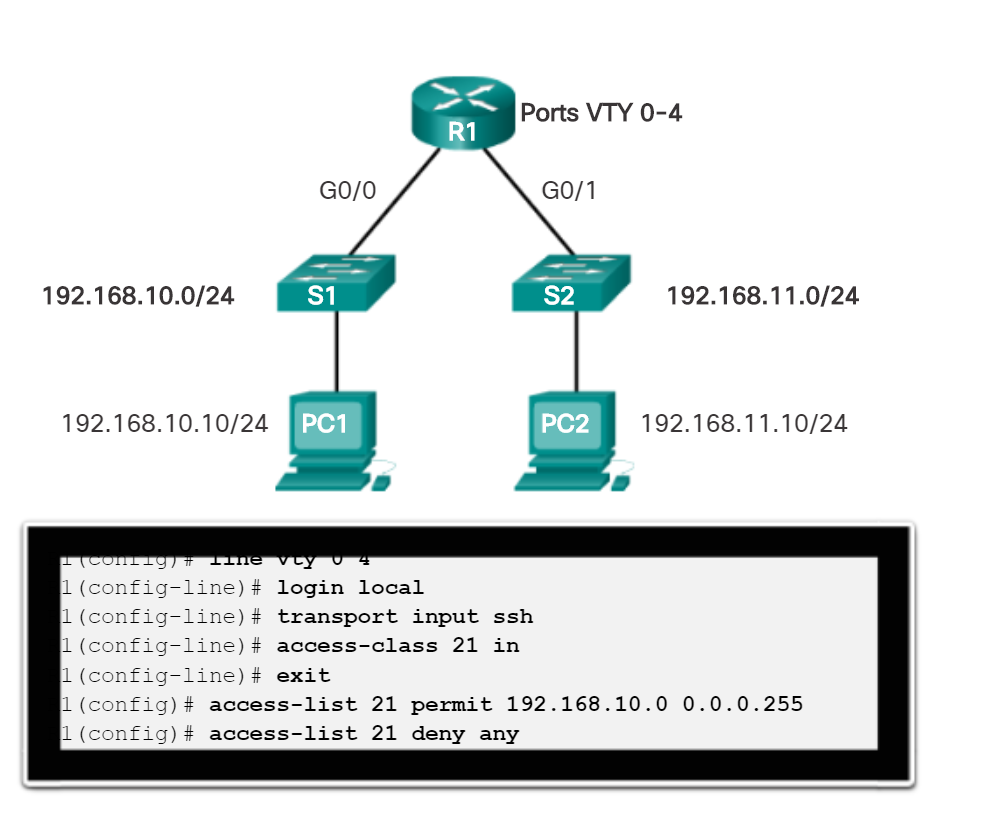 Ports VTY 0-4
R1
G0/0
G0/1
192.168.10.0/24
S1
S2
192.168.11.0/24
192.168.10.10/24
PC1
PC2
192.168.11.10/24
1(config)# line vty 0 4
1(config-line)# login local
1(config-line)# transport input ssh
1(config-line)# access-class 21 in
1(config-line)# exit
1(config)# access-list 21 permit 192.168.10.0 0.0.0.255
1(config)# access-list 21 deny any